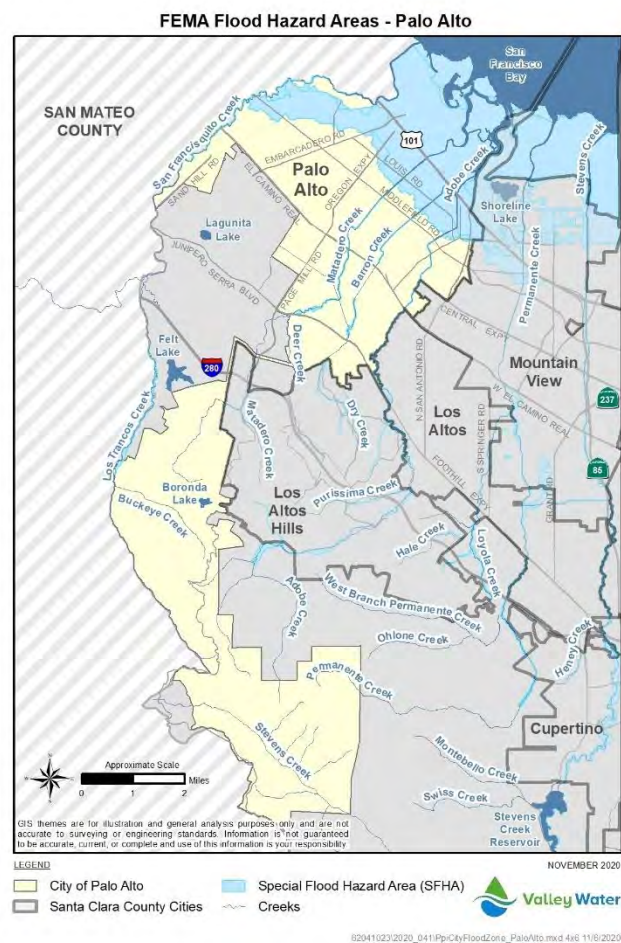 FEMA Flood Hazard Areas - Palo Alto
San
Francisco
Bay
SAN MATEO
COUNTY
San Francisquito Creek
EMBARCADERO RD
101
SAND HILL RD
Palo
Alto
OREGON EXPY
LOUIS RD
Adobe Creek
Stevens Creek
EL CAMINO REAL
MIDDLEFIELD RD
Shoreline
Lake
Lagunita
Lake
Matadero Creek
Barron Creek
Permanente Creek
JUNIPERO SERRA BLVD
PAGE MILL RD
CENTRAL EXPY
Deer Creek
Felt
Lake
280
N SAN ANTONIO RD
Mountain
View
W EL CAMINO REAL
237
Los Trancos Creek
Matadero
Creek
Dry Creek
Los
Altos
S SPRINGER RD
85
FOOTHILL EXPY
Boronda
Lake
Purissima Creek
GRANT RD
Buckeye Creek
Los
Altos
Hills
Hale Creek
Loyola Creek
Adobe
Creek
West Branch Permanente Creek
Ohlone Creek
Heney Creek
Permanente Creek
Stevens Creek
Cupertino
Montebello Creek
Swiss Creek
Stevens
Creek
Reservoir
Approximate Scale
Miles
0 1 2
GIS themes are for illustration and general analysis purposes only and are not
accurate to surveying or engineering standards. Information is not guaranteed
to be accurate, current, or complete and use of this information is your responsibility
LEGEND
NOVEMBER 2020
City of Palo Alto
Special Flood Hazard Area (SFHA)
Santa Clara County Cities
Creeks
Valley Water